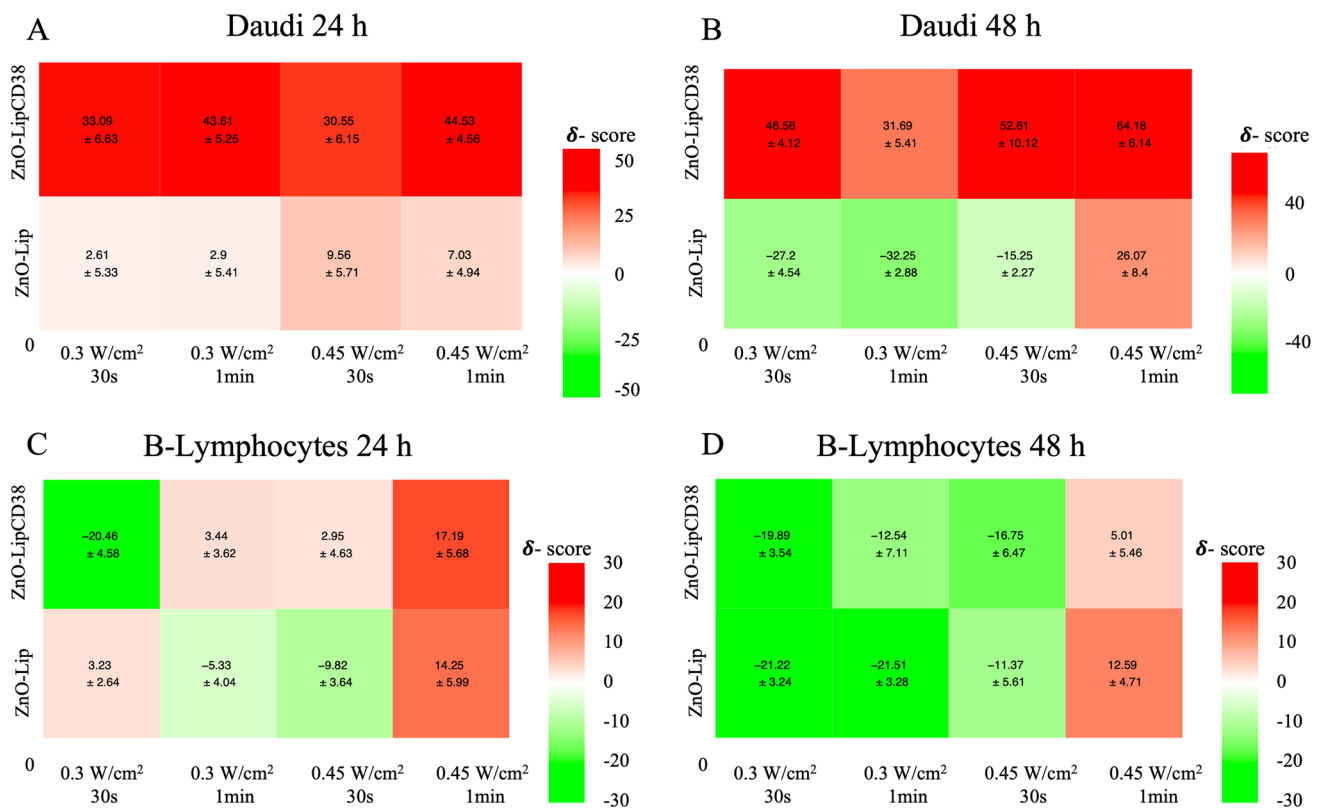 A
Daudi 24 h
ZnO-LipCD38
33.09
± 6.63
43.61
± 5.25
30.55
± 6.15
44.53
± 4.56
ZnO-Lip
2.61
± 5.33
2.9
± 5.41
9.56
± 5.71
7.03
± 4.94
0
0.3 W/cm²
30s
0.3 W/cm²
1min
0.45 W/cm²
30s
0.45 W/cm²
1min
δ- score
50
25
0
-25
-50
B
Daudi 48 h
ZnO-LipCD38
46.56
± 4.12
31.69
± 5.41
52.61
± 10.12
64.18
± 6.14
ZnO-Lip
−27.2
± 4.54
−32.25
± 2.88
−15.25
± 2.27
26.07
± 8.4
0
0.3 W/cm²
30s
0.3 W/cm²
1min
0.45 W/cm²
30s
0.45 W/cm²
1min
δ- score
40
0
-40
C
B-Lymphocytes 24 h
ZnO-LipCD38
−20.46
± 4.58
3.44
± 3.62
2.95
± 4.63
17.19
± 5.68
ZnO-Lip
3.23
± 2.64
−5.33
± 4.04
−9.82
± 3.64
14.25
± 5.99
0
0.3 W/cm²
30s
0.3 W/cm²
1min
0.45 W/cm²
30s
0.45 W/cm²
1min
δ- score
30
20
10
0
-10
-20
-30
D
B-Lymphocytes 48 h
ZnO-LipCD38
−19.89
± 3.54
−12.54
± 7.11
−16.75
± 6.47
5.01
± 5.46
ZnO-Lip
−21.22
± 3.24
−21.51
± 3.28
−11.37
± 5.61
12.59
± 4.71
0
0.3 W/cm²
30s
0.3 W/cm²
1min
0.45 W/cm²
30s
0.45 W/cm²
1min
δ- score
30
20
10
0
-10
-20
-30